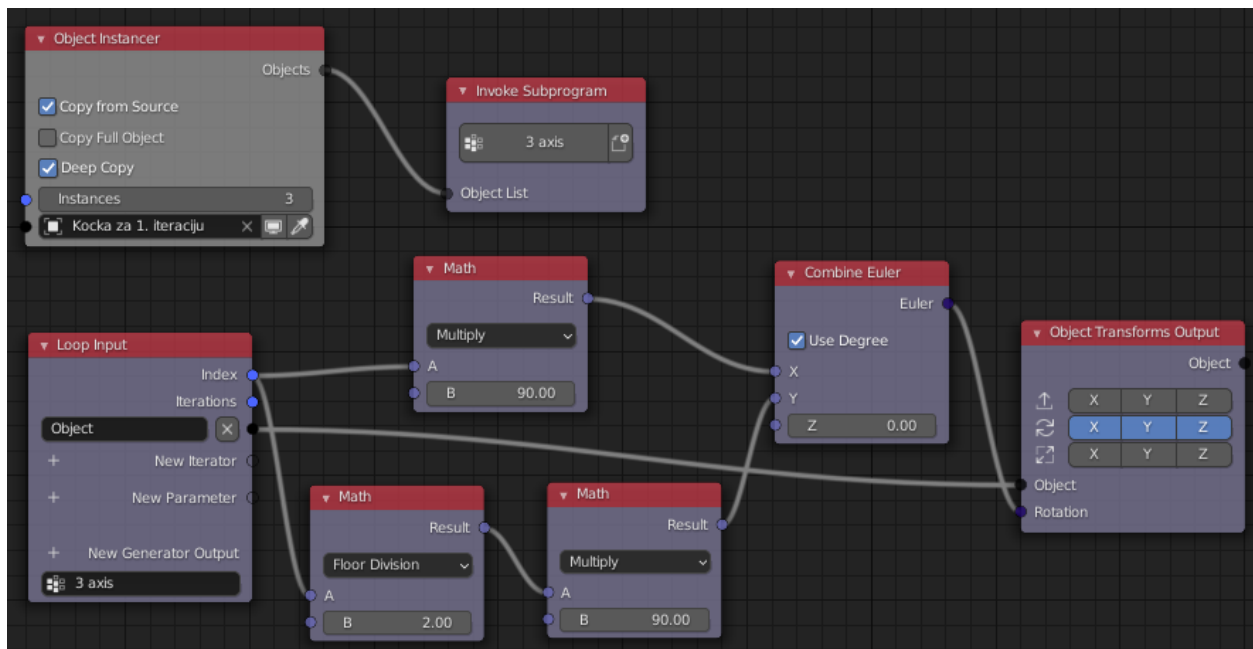 Object Instancer
Objects
Copy from Source
Copy Full Object
Deep Copy
Instances 3
Kocka za 1. iteraciju
Invoke Subprogram
3 axis
Object List
Math
Result
Multiply
A
B 90.00
Combine Euler
Euler
Use Degree
X
Y
Z 0.00
Object Transforms Output
Object
X Y Z
X Y Z
X Y Z
Object
Rotation
Loop Input
Index
Iterations
Object
New Iterator
New Parameter
New Generator Output
3 axis
Math
Result
Floor Division
A
B 2.00
Math
Result
Multiply
A
B 90.00